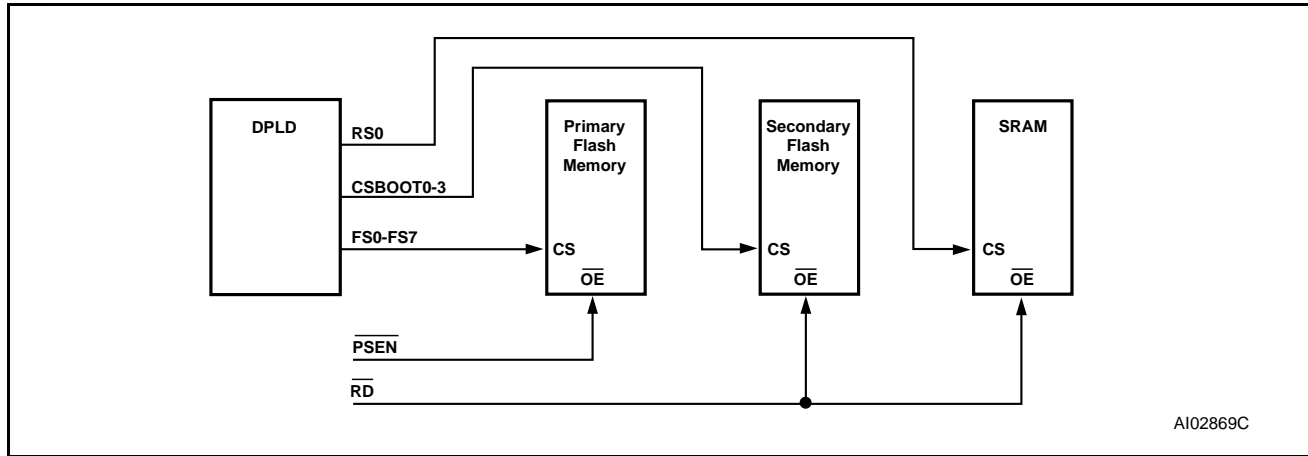 DPLD
RS0
CSBOOT0-3
FS0-FS7
Primary
Flash
Memory
CS
OE
Secondary
Flash
Memory
CS
OE
SRAM
CS
OE
PSEN
RD
AI02869C